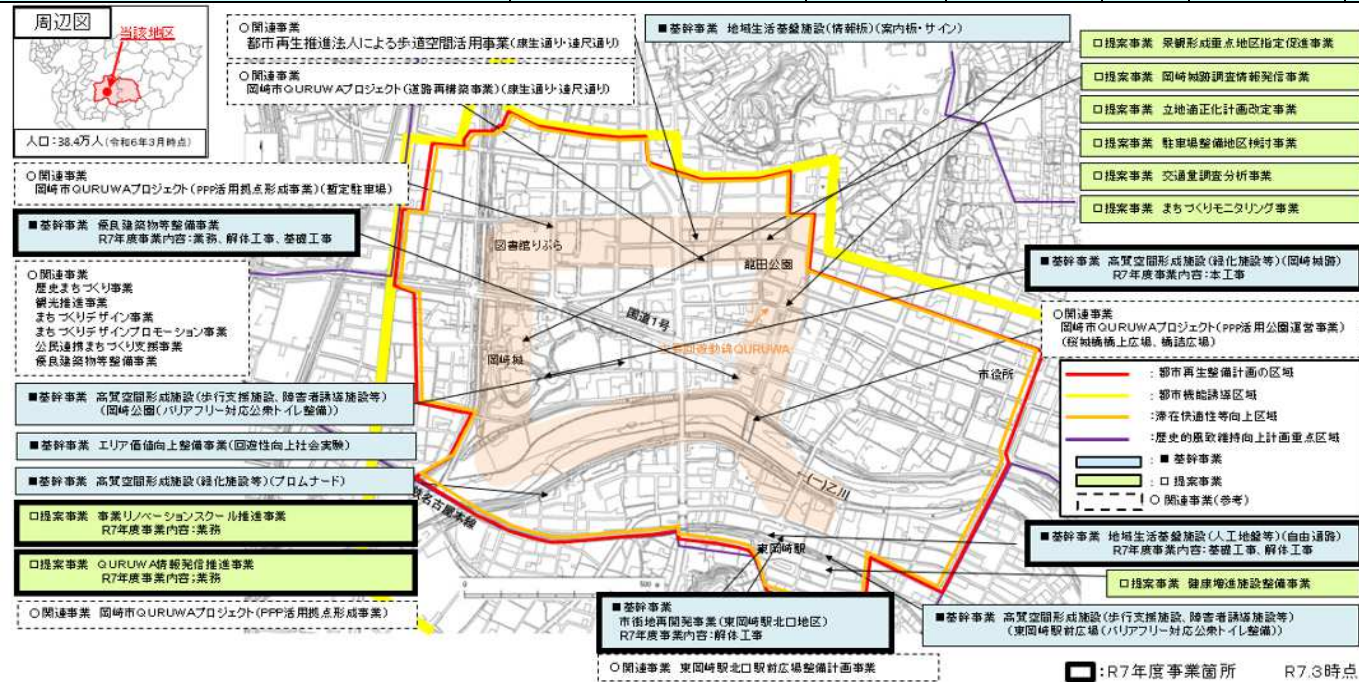 周辺図
当該地区
人口:38.4万人(令和6年3月時点)
○関連事業
都市再生推進法人による歩道空間活用事業(康生通り・連尺通り)
○関連事業
岡崎市QURUWAプロジェクト(道路再構築事業)(康生通り・連尺通り)
■基幹事業 地域生活基盤施設(情報板)(案内板・サイン)
□提案事業 景観形成重点地区指定促進事業
□提案事業 岡崎城跡調査情報発信事業
□提案事業 立地適正化計画改定事業
□提案事業 駐車場整備地区検討事業
□提案事業 交通量調査分析事業
□提案事業 まちづくりモニタリング事業
○関連事業
岡崎市QURUWAプロジェクト(PPP活用拠点形成事業)(暫定駐車場)
■基幹事業 優良建築物等整備事業
R7年度事業内容:業務、解体工事、基礎工事
○関連事業
歴史まちづくり事業
観光推進事業
まちづくりデザイン事業
まちづくりデザインプロモーション事業
公民連携まちづくり支援事業
優良建築物等整備事業
■基幹事業 高質空間形成施設(歩行支援施設、障害者誘導施設等)
(岡崎公園(バリアフリー対応公衆トイレ整備))
■基幹事業 エリア価値向上整備事業(回遊性向上社会実験)
■基幹事業 高質空間形成施設(緑化施設等)(プロムナード)
□提案事業 事業リノベーションスクール推進事業
R7年度事業内容:業務
□提案事業 QURUWA情報発信推進事業
R7年度事業内容:業務
○関連事業 岡崎市QURUWAプロジェクト(PPP活用拠点形成事業)
図書館りぶら
籠田公園
国道1号
QURUWA
岡崎城
市役所
(一)乙川
名古屋本線
東岡崎駅
0
500
■基幹事業 高質空間形成施設(緑化施設等)(岡崎城跡)
R7年度事業内容:本工事
○関連事業
岡崎市QURUWAプロジェクト(PPP活用公園運営事業)
(桜城橋橋上広場、橋詰広場)
:都市再生整備計画の区域
:都市機能誘導区域
:滞在快適性等向上区域
:歴史的風致維持向上計画重点区域
:■ 基幹事業
:□ 提案事業
○ 関連事業(参考)
■基幹事業 地域生活基盤施設(人工地盤等)(自由通路)
R7年度事業内容:基礎工事、解体工事
□提案事業 健康増進施設整備事業
■基幹事業 高質空間形成施設(歩行支援施設、障害者誘導施設等)
(東岡崎駅前広場(バリアフリー対応公衆トイレ整備))
■基幹事業
市街地再開発事業(東岡崎駅北口地区)
R7年度事業内容:解体工事
○関連事業 東岡崎駅北口駅前広場整備計画事業
:R7年度事業箇所 R7.3時点